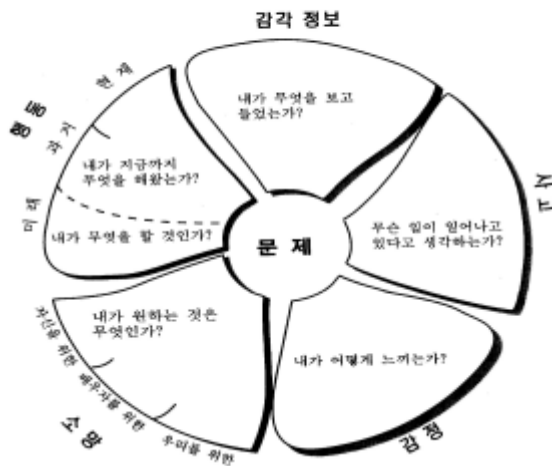 감각 정보
내가 무엇을 보고
들었는가?
사고
무슨 일이 일어나고
있다고 생각하는가?
감정
내가 어떻게 느끼는가?
소망
자신을 위한
배우자를 위한
우리를 위한
내가 원하는 것은
무엇인가?
행동
현재
과거
미래
내가 지금까지
무엇을 해왔는가?
내가 무엇을 할 것인가?
문제